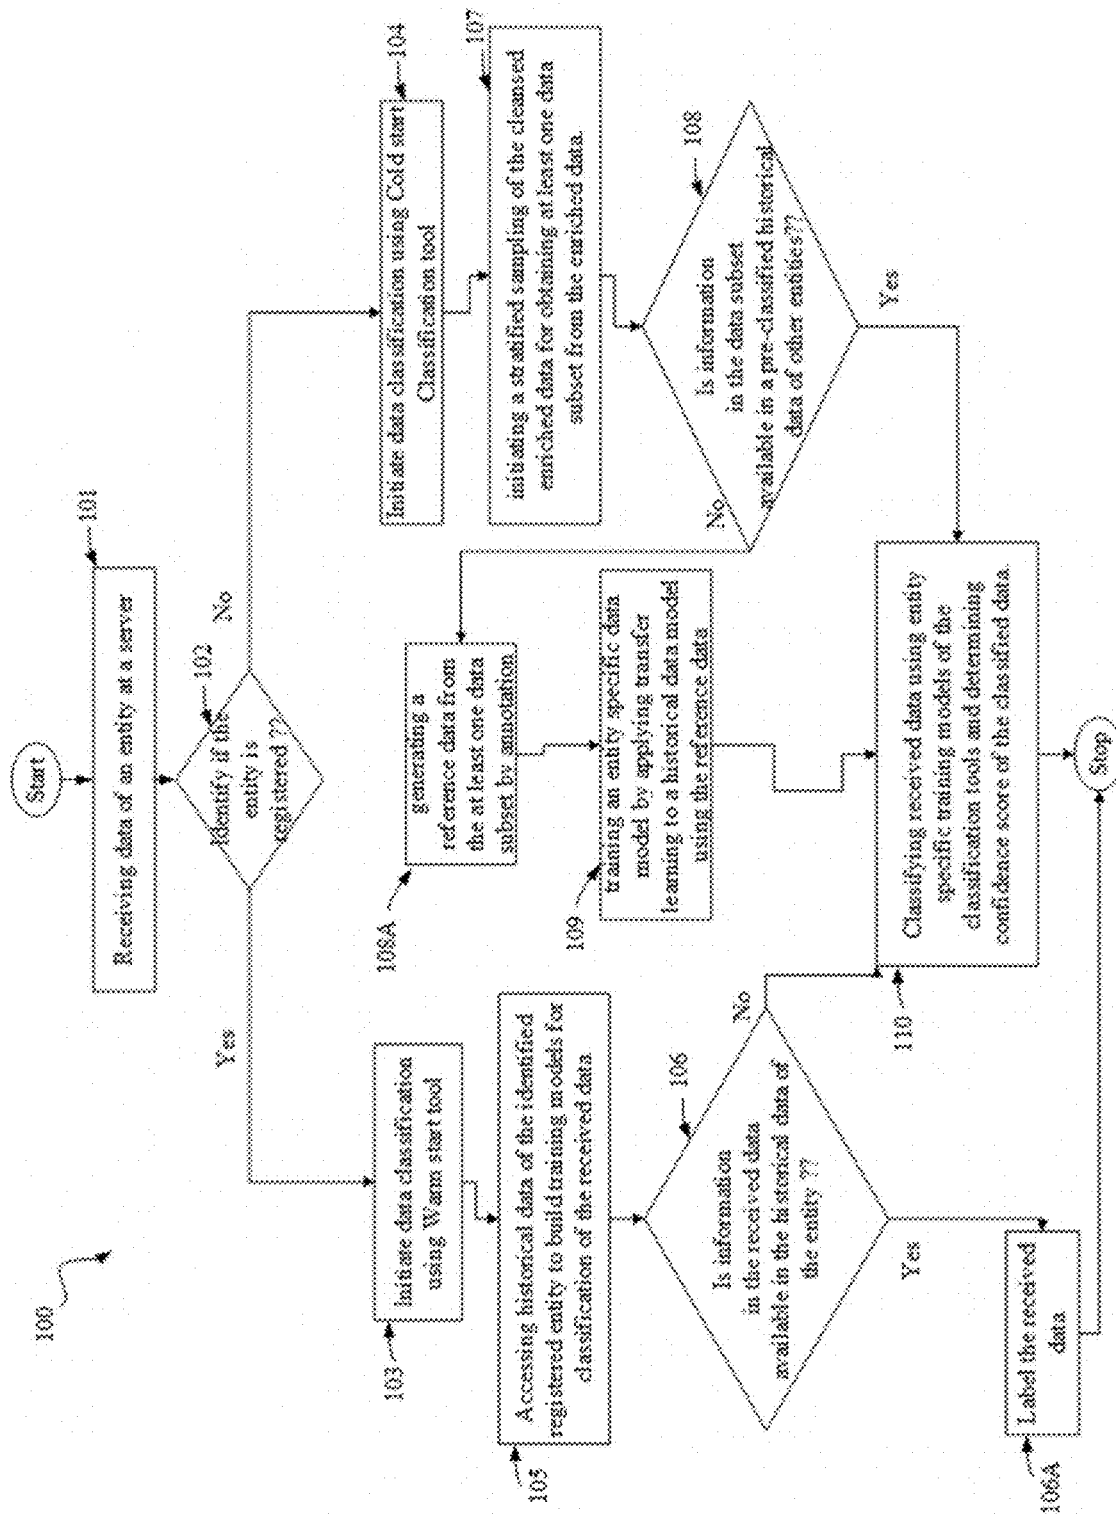 100
Start
101
Receiving data of an entity at a server
102
Identify if the
entity is
registered ??
Yes
No
103
Initiate data classification
using Warm start tool
104
Initiate data classification using Cold start
Classification tool
105
Accessing historical data of the identified
registered entity to build training models for
classification of the received data
107
initiating a stratified sampling of the cleansed
enriched data for obtaining at least one data
subset from the enriched data.
106
Is information
in the received data
available in the historical data of
the entity ??
No
Yes
108
Is information
in the data subset
available in a pre-classified historical
data of other entities??
No
Yes
108A
generating a
reference data from
the at least one data
subset by annotation
109
training an entity specific data
model by applying transfer
learning to a historical data model
using the reference data
110
Classifying received data using entity
specific training models of the
classification tools and determining
confidence score of the classified data.
106A
Label the received
data
Stop